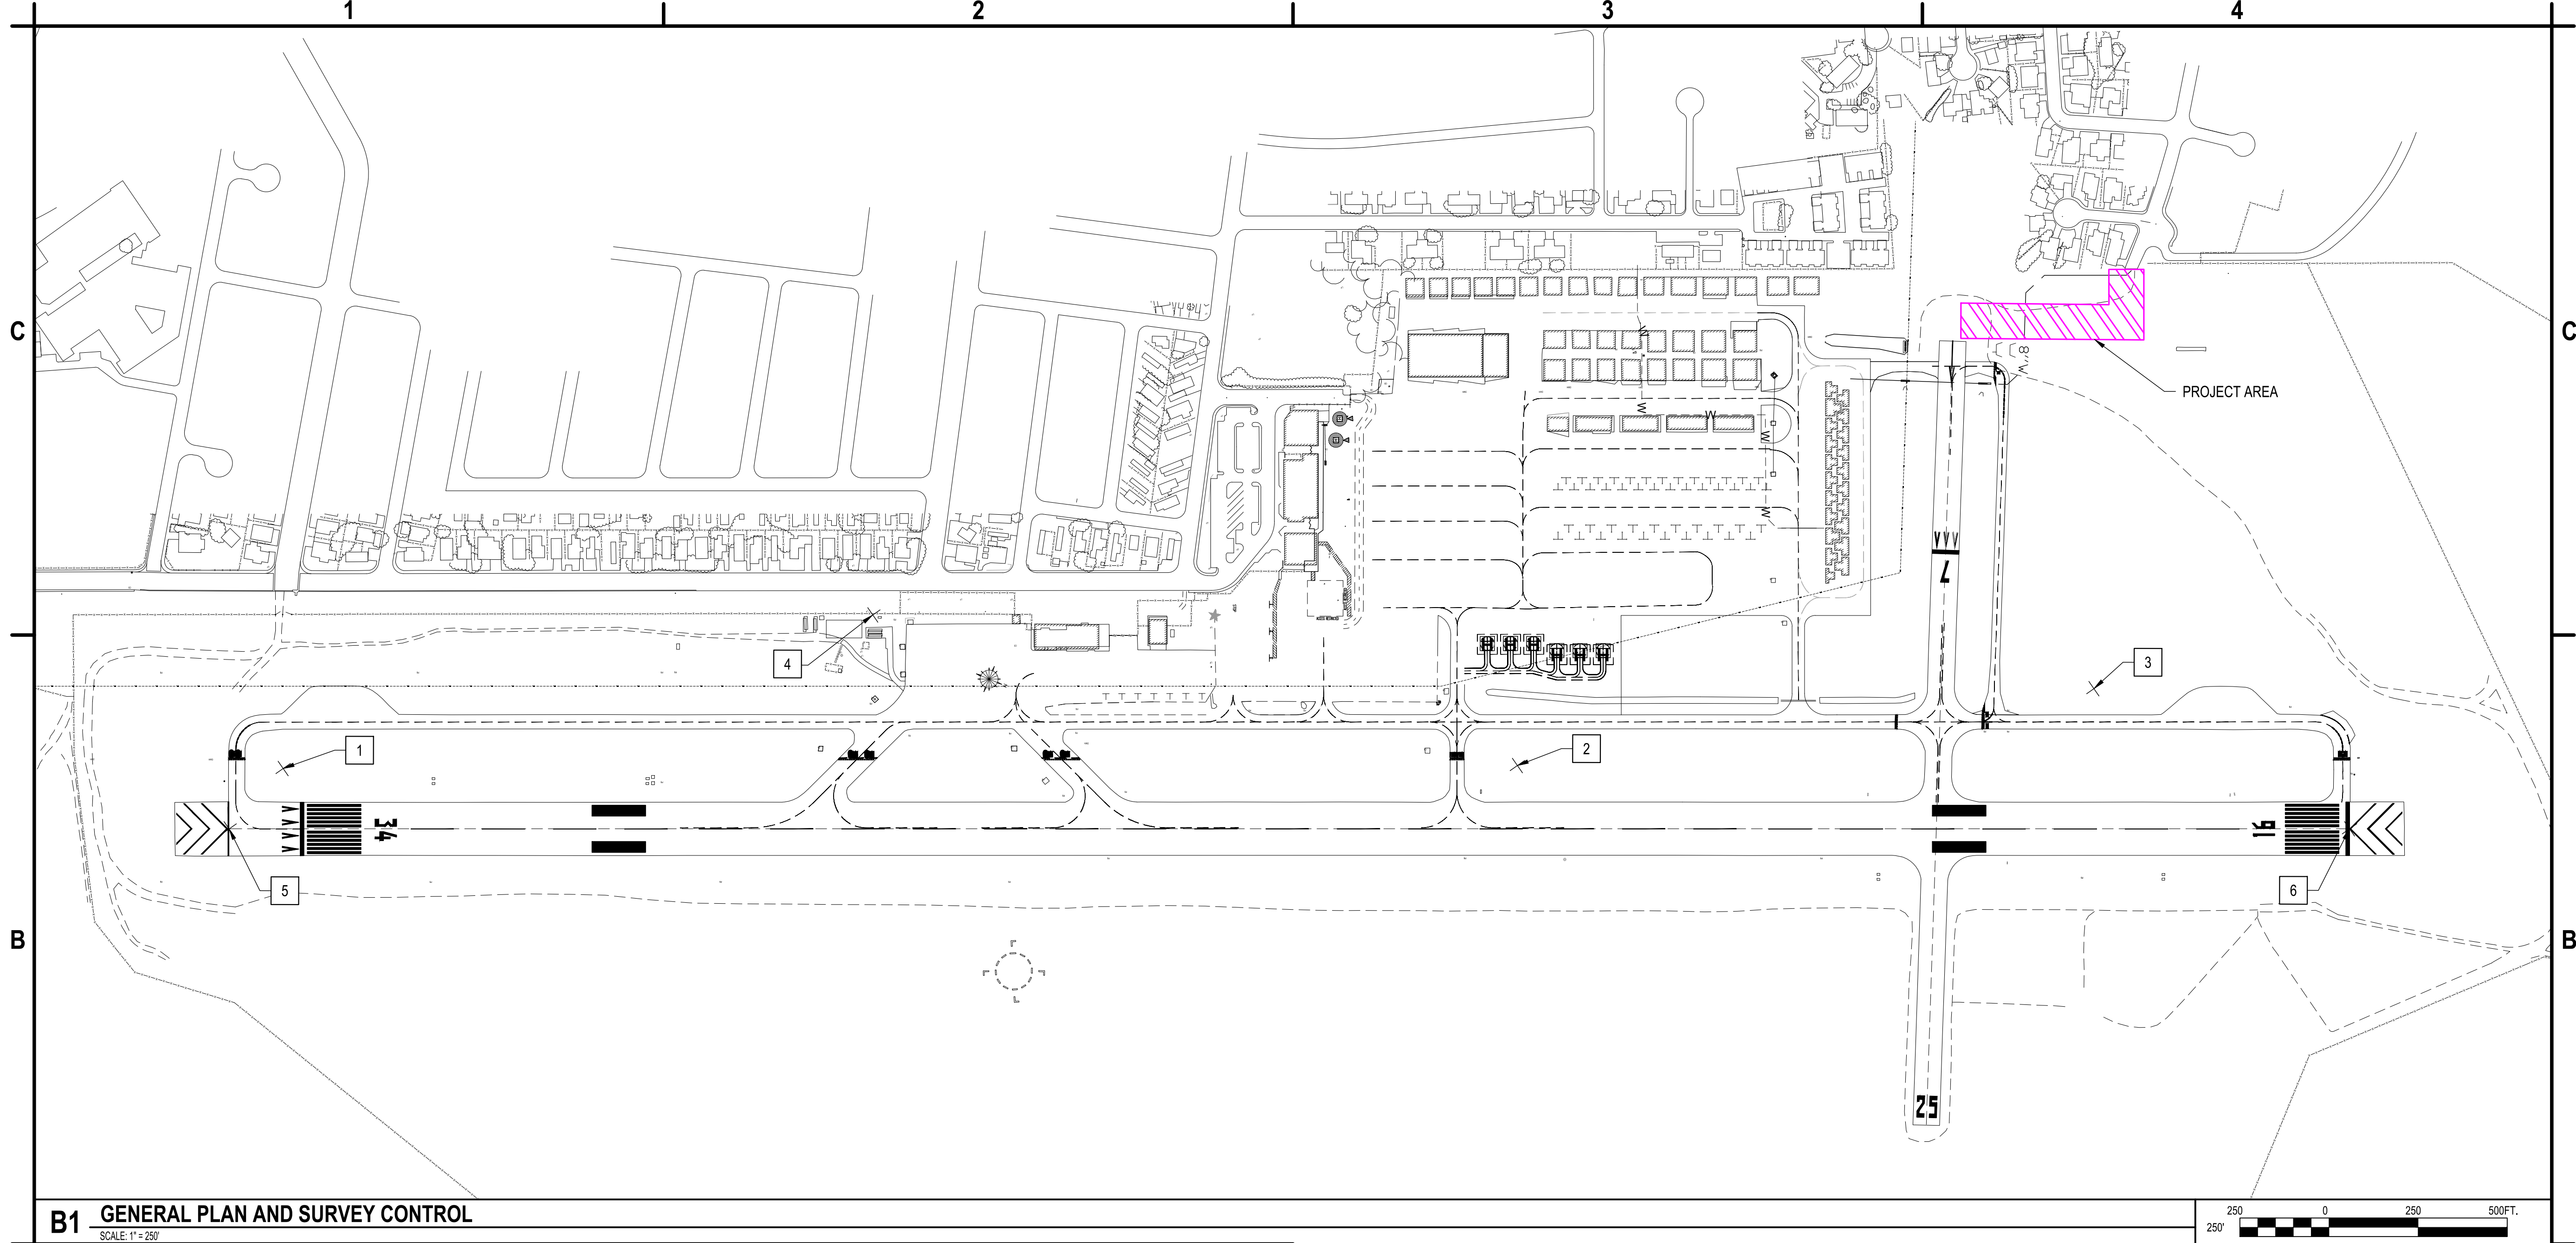 1 2 3 4
C C
PROJECT AREA
8"W
W
W
W
W
W
7
4
3
1
2
34
16
5
6
B B
25
B1 GENERAL PLAN AND SURVEY CONTROL
SCALE: 1" = 250'
250 0 250 500FT.
250'